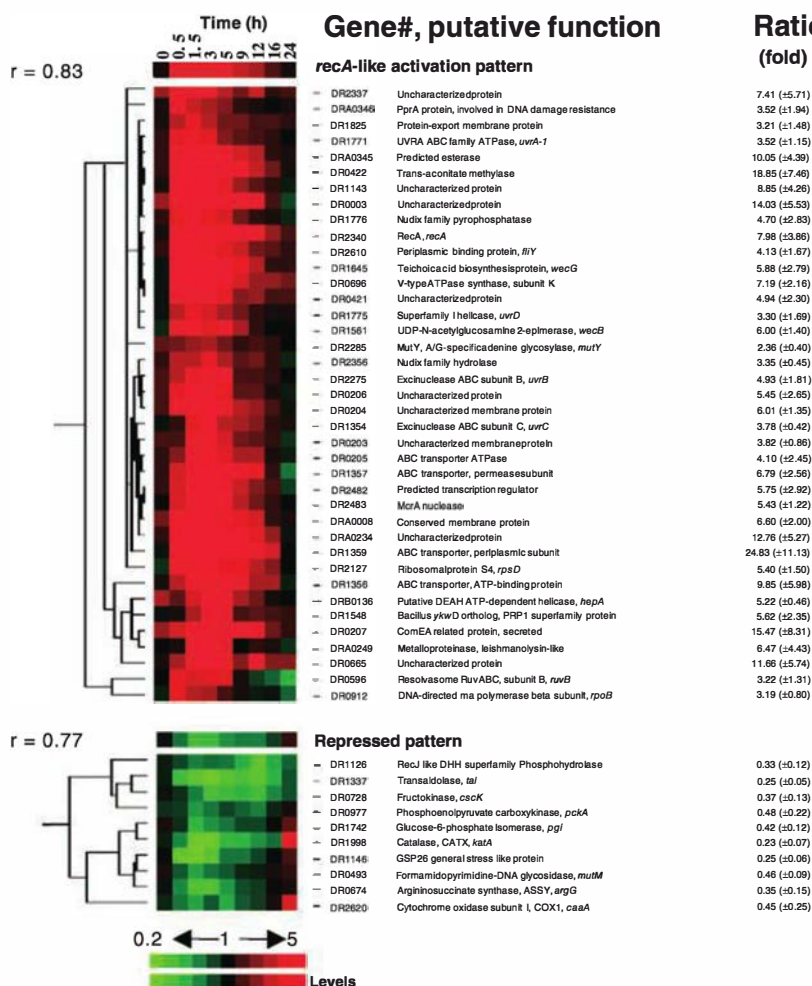 Time (h)
Gene#, putative function
Ratio
(fold)
0 0.5 1.5 3 5 9 12 16 24
r = 0.83
recA-like activation pattern
DR2337 Uncharacterizedprotein 7.41 (±5.71)
DRA0346 PprA protein, involved in DNA damage resistance 3.52 (±1.94)
DR1825 Protein-export membrane protein 3.21 (±1.48)
DR1771 UVRA ABC family ATPase, uvrA-1 3.52 (±1.15)
DRA0345 Predicted esterase 10.05 (±4.39)
DR0422 Trans-aconitate methylase 18.85 (±7.46)
DR1143 Uncharacterized protein 8.85 (±4.26)
DR0003 Uncharacterizedprotein 14.03 (±5.53)
DR1776 Nudix family pyrophosphatase 4.70 (±2.83)
DR2340 RecA, recA 7.98 (±3.86)
DR2610 Periplasmic binding protein, fliY 4.13 (±1.67)
DR1645 Teichoicacid biosynthesisprotein, wecG 5.88 (±2.79)
DR0696 V-typeATPase synthase, subunit K 7.19 (±2.16)
DR0421 Uncharacterizedprotein 4.94 (±2.30)
DR1775 Superfamily I helicase, uvrD 3.30 (±1.69)
DR1561 UDP-N-acetylglucosamine 2-epimerase, wecB 6.00 (±1.40)
DR2285 MutY, A/G-specificadenine glycosylase, mutY 2.36 (±0.40)
DR2356 Nudix family hydrolase 3.35 (±0.45)
DR2275 Excinuclease ABC subunit B, uvrB 4.93 (±1.81)
DR0206 Uncharacterized protein 5.45 (±2.65)
DR0204 Uncharacterized membrane protein 6.01 (±1.35)
DR1354 Excinuclease ABC subunit C, uvrC 3.78 (±0.42)
DR0203 Uncharacterized membraneprotein 3.82 (±0.86)
DR0205 ABC transporter ATPase 4.10 (±2.45)
DR1357 ABC transporter, permeasesubunit 6.79 (±2.56)
DR2482 Predicted transcription regulator 5.75 (±2.92)
DR2483 McrA nuclease 5.43 (±1.22)
DRA0008 Conserved membrane protein 6.60 (±2.00)
DRA0234 Uncharacterizedprotein 12.76 (±5.27)
DR1359 ABC transporter, periplasmic subunit 24.83 (±11.13)
DR2127 Ribosomalprotein S4, rpsD 5.40 (±1.50)
DR1356 ABC transporter, ATP-bindingprotein 9.85 (±5.98)
DRB0136 Putative DEAH ATP-dependent helicase, hepA 5.22 (±0.46)
DR1548 Bacillus ykwD ortholog, PRP1 superfamily protein 5.62 (±2.35)
DR0207 ComEA related protein, secreted 15.47 (±8.31)
DRA0249 Metalloproteinase, leishmanolysin-like 6.47 (±4.43)
DR0665 Uncharacterized protein 11.66 (±5.74)
DR0596 Resolvasome RuvABC, subunit B, ruvB 3.22 (±1.31)
DR0912 DNA-directed rna polymerase beta subunit, rpoB 3.19 (±0.80)
r = 0.77
Repressed pattern
DR1126 RecJ like DHH superfamily Phosphohydrolase 0.33 (±0.12)
DR1337 Transaldolase, tal 0.25 (±0.05)
DR0728 Fructokinase, cscK 0.37 (±0.13)
DR0977 Phosphoenolpyruvate carboxykinase, pckA 0.48 (±0.22)
DR1742 Glucose-6-phosphate Isomerase, pgi 0.42 (±0.12)
DR1998 Catalase, CATX, katA 0.23 (±0.07)
DR1146 GSP26 general stress like protein 0.25 (±0.06)
DR0493 Formamidopyrimidine-DNA glycosidase, mutM 0.46 (±0.09)
DR0674 Argininosuccinate synthase, ASSY, argG 0.35 (±0.15)
DR2620 Cytochrome oxidase subunit I, COX1, caaA 0.45 (±0.25)
0.2 ◄—1—► 5
Levels